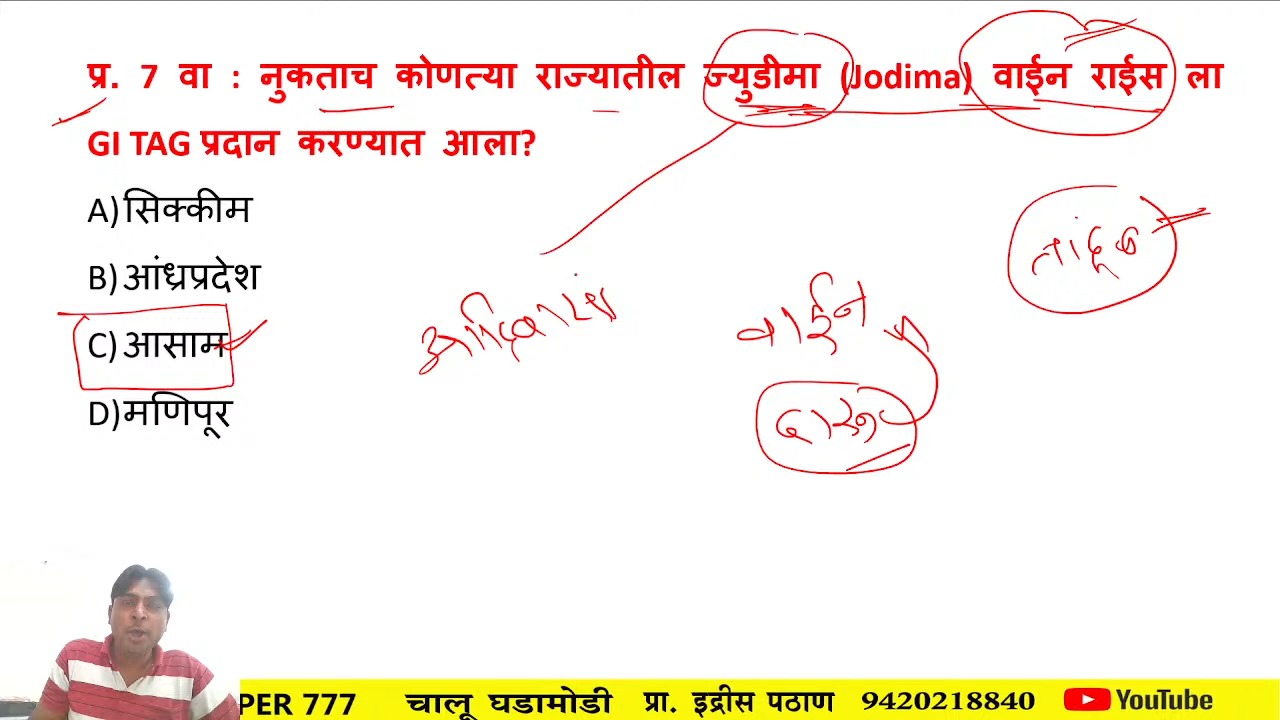 प्र. 7 वा : नुकताच कोणत्या राज्यातील ज्युडीमा (Jodima) वाईन राईस ला
GI TAG प्रदान करण्यात आला?
A) सिक्कीम
B) आंध्रप्रदेश
C) आसाम
D) मणिपूर
तांदूळ
वाईन
दारू
PER 777 चालू घडामोडी प्रा. इद्रीस पठाण 9420218840 YouTube